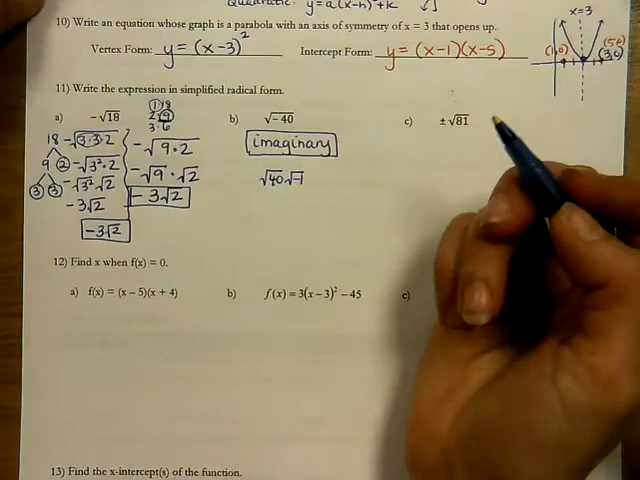 Quadratic: y=a(x-h)²+k
10) Write an equation whose graph is a parabola with an axis of symmetry of x = 3 that opens up.
x=3
Vertex Form: y = (x-3)²
Intercept Form: y = (x-1)(x-5)
(1,0)
(5,0)
(3,0)
11) Write the expression in simplified radical form.
a) -√18
1·18
2·9
3·6
18
9 2
3 3
-√3·3·2
-√3²·2
-√3²√2
-3√2
-3√2
-√9·2
-√9·√2
-3√2
b) √-40
imaginary
√40√-1
c) ±√81
12) Find x when f(x) = 0.
a) f(x) = (x – 5)(x + 4)
b) f(x) = 3(x – 3)² – 45
c)
13) Find the x-intercept(s) of the function.